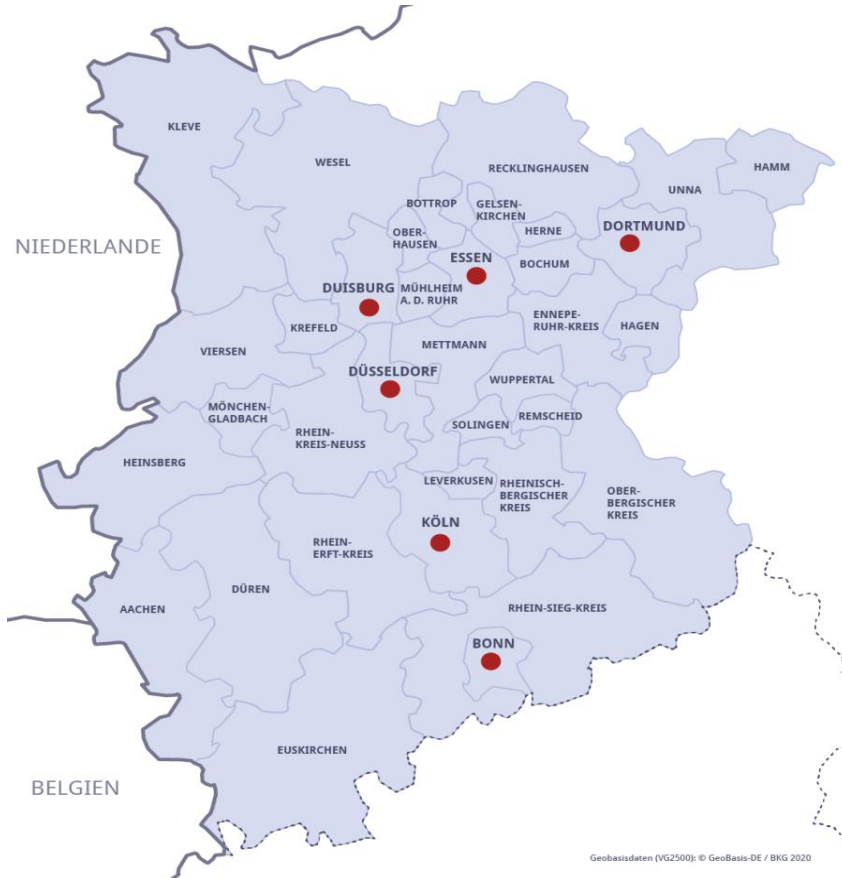 KLEVE
WESEL
RECKLINGHAUSEN
HAMM
UNNA
BOTTROP
GELSEN-
KIRCHEN
OBER-
HAUSEN
HERNE
DORTMUND
NIEDERLANDE
ESSEN
BOCHUM
DUISBURG
MÜHLHEIM
A. D. RUHR
KREFELD
ENNEPE-
RUHR-KREIS
HAGEN
VIERSEN
METTMANN
DÜSSELDORF
WUPPERTAL
MÖNCHEN-
GLADBACH
SOLINGEN
REMSCHEID
RHEIN-
KREIS-NEUSS
HEINSBERG
LEVERKUSEN
RHEINISCH-
BERGISCHER
KREIS
OBER-
BERGISCHER
KREIS
KÖLN
RHEIN-
ERFT-KREIS
DÜREN
AACHEN
RHEIN-SIEG-KREIS
BONN
EUSKIRCHEN
BELGIEN
Geobasisdaten (VG2500): © GeoBasis-DE / BKG 2020